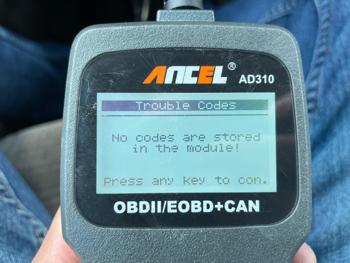 ANCEL®
AD310
Trouble Codes
No codes are stored
in the module!
Press any key to con.
OBDII/EOBD+CAN